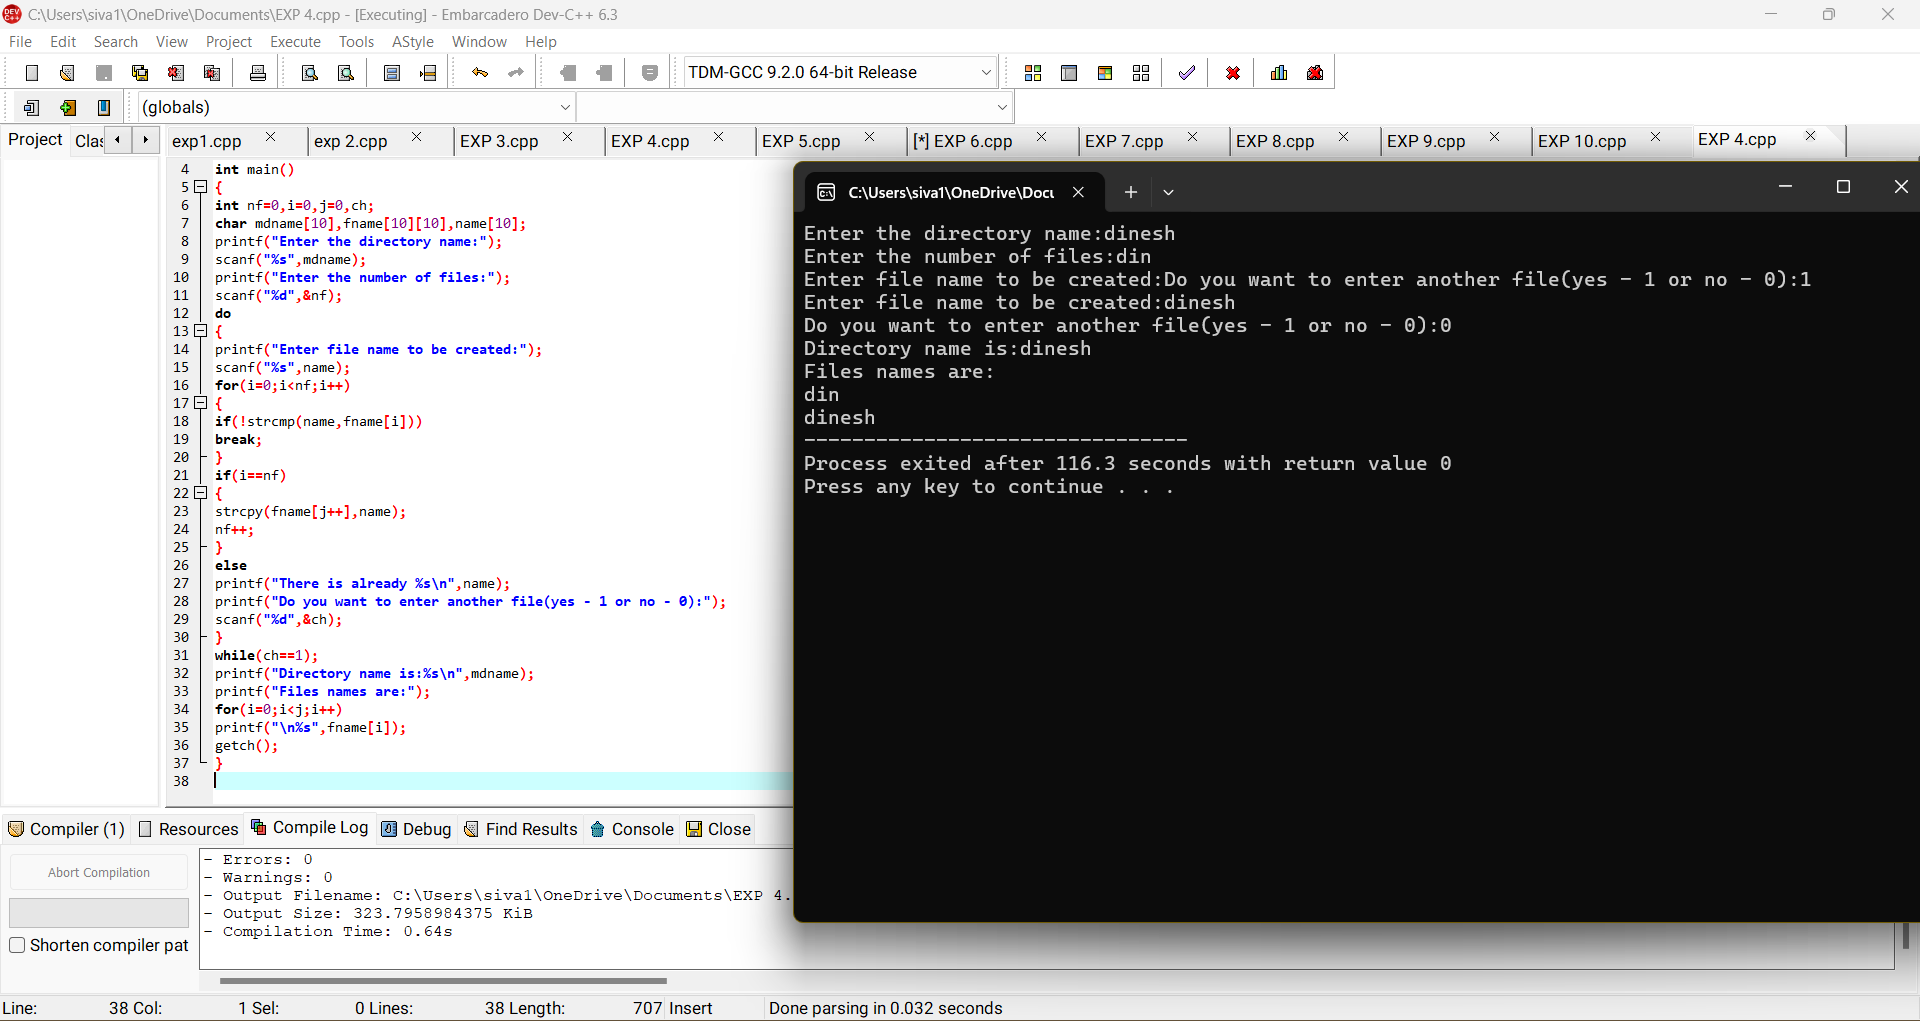 C:\Users\siva1\OneDrive\Documents\EXP 4.cpp - [Executing] - Embarcadero Dev-C++ 6.3
File Edit Search View Project Execute Tools AStyle Window Help
TDM-GCC 9.2.0 64-bit Release
(globals)
Project Clas exp1.cpp exp 2.cpp EXP 3.cpp EXP 4.cpp EXP 5.cpp [*] EXP 6.cpp EXP 7.cpp EXP 8.cpp EXP 9.cpp EXP 10.cpp EXP 4.cpp
4 int main()
5 {
6 int nf=0,i=0,j=0,ch;
7 char mdname[10],fname[10][10],name[10];
8 printf("Enter the directory name:");
9 scanf("%s",mdname);
10 printf("Enter the number of files:");
11 scanf("%d",&nf);
12 do
13 {
14 printf("Enter file name to be created:");
15 scanf("%s",name);
16 for(i=0;i<nf;i++)
17 {
18 if(!strcmp(name,fname[i]))
19 break;
20 }
21 if(i==nf)
22 {
23 strcpy(fname[j++],name);
24 nf++;
25 }
26 else
27 printf("There is already %s\n",name);
28 printf("Do you want to enter another file(yes - 1 or no - 0):");
29 scanf("%d",&ch);
30 }
31 while(ch==1);
32 printf("Directory name is:%s\n",mdname);
33 printf("Files names are:");
34 for(i=0;i<j;i++)
35 printf("\n%s",fname[i]);
36 getch();
37 }
38
C:\Users\siva1\OneDrive\Docu
Enter the directory name:dinesh
Enter the number of files:din
Enter file name to be created:Do you want to enter another file(yes - 1 or no - 0):1
Enter file name to be created:dinesh
Do you want to enter another file(yes - 1 or no - 0):0
Directory name is:dinesh
Files names are:
din
dinesh
--------------------------------
Process exited after 116.3 seconds with return value 0
Press any key to continue . . .
Compiler (1) Resources Compile Log Debug Find Results Console Close
Abort Compilation
Shorten compiler pat
- Errors: 0
- Warnings: 0
- Output Filename: C:\Users\siva1\OneDrive\Documents\EXP 4.
- Output Size: 323.7958984375 KiB
- Compilation Time: 0.64s
Line: 38 Col: 1 Sel: 0 Lines: 38 Length: 707 Insert Done parsing in 0.032 seconds